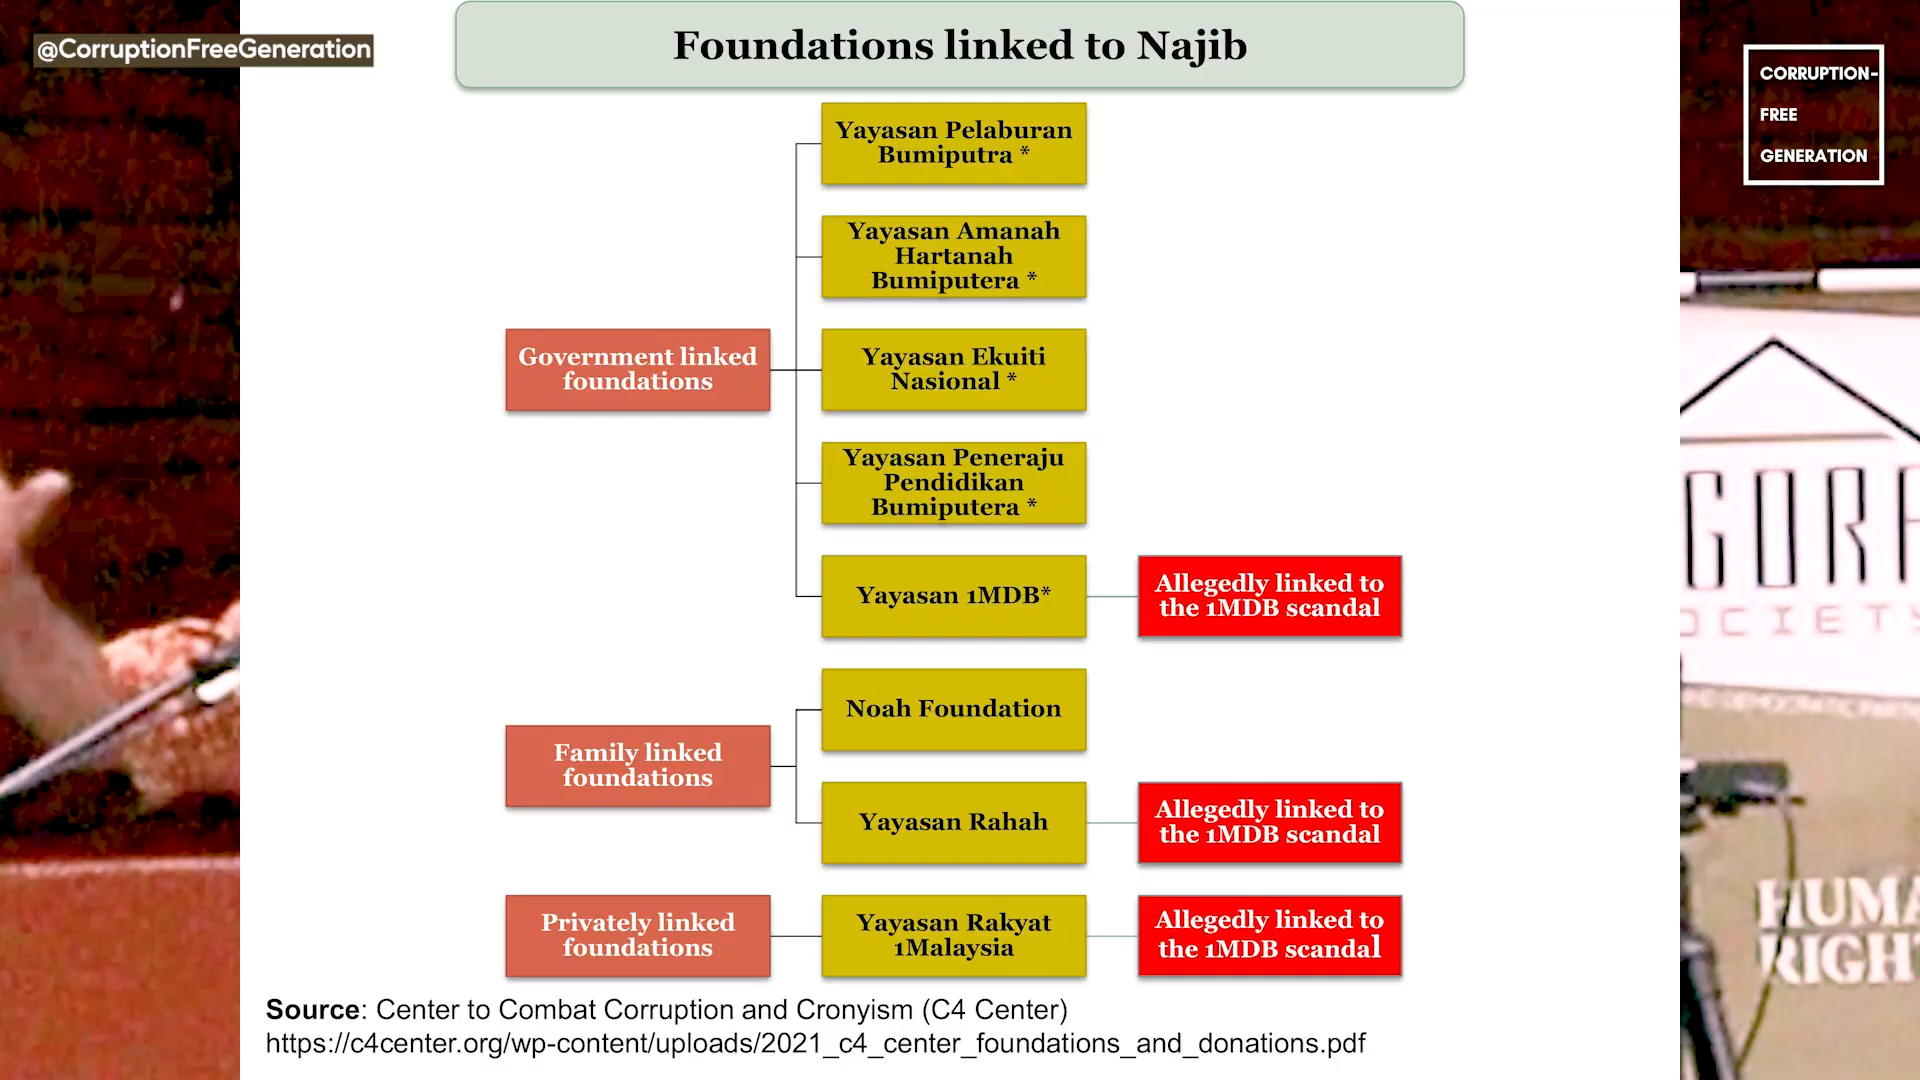 @CorruptionFreeGeneration
Foundations linked to Najib
CORRUPTION-
FREE
GENERATION
Yayasan Pelaburan
Bumiputra *
Yayasan Amanah
Hartanah
Bumiputera *
Government linked
foundations
Yayasan Ekuiti
Nasional *
Yayasan Peneraju
Pendidikan
Bumiputera *
Yayasan 1MDB*
Allegedly linked to
the 1MDB scandal
Noah Foundation
Family linked
foundations
Yayasan Rahah
Allegedly linked to
the 1MDB scandal
Privately linked
foundations
Yayasan Rakyat
1Malaysia
Allegedly linked to
the 1MDB scandal
Source: Center to Combat Corruption and Cronyism (C4 Center)
https://c4center.org/wp-content/uploads/2021_c4_center_foundations_and_donations.pdf